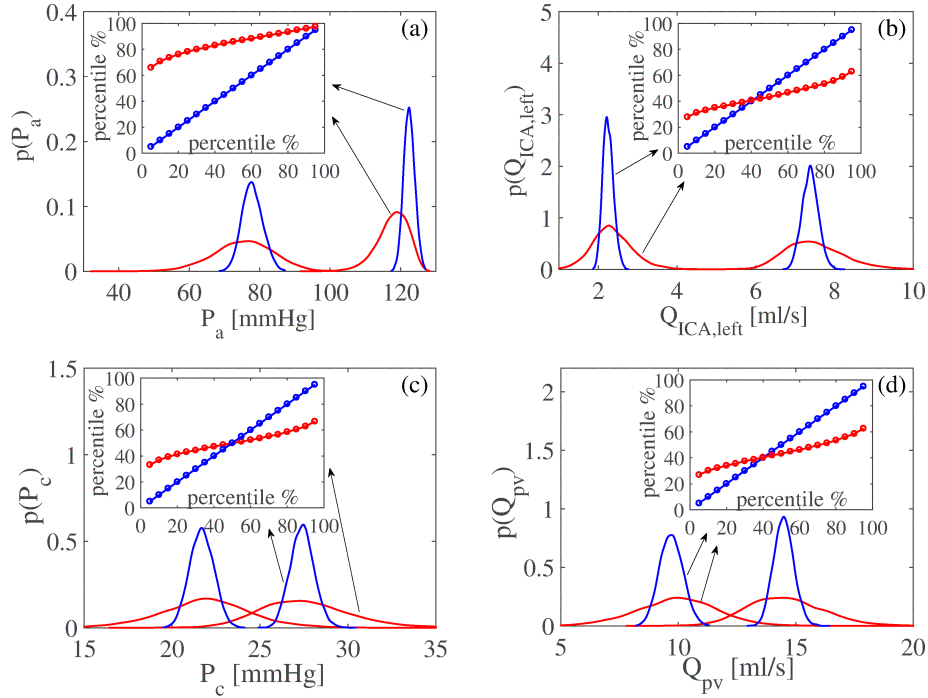 (a)
p(P_a)
0.4
0.3
0.2
0.1
0
40 60 80 100 120
P_a [mmHg]
percentile %
100
80
60
40
20
0
0 20 40 60 80 100
percentile %
(b)
p(Q_ICA,left)
5
4
3
2
1
0
2 4 6 8 10
Q_ICA,left [ml/s]
percentile %
100
80
60
40
20
0
0 20 40 60 80 100
percentile %
(c)
p(P_c)
1.5
1
0.5
0
15 20 25 30 35
P_c [mmHg]
percentile %
100
80
60
40
20
0
0 20 40 60 80 100
percentile %
(d)
p(Q_pv)
2
1.5
1
0.5
0
5 10 15 20
Q_pv [ml/s]
percentile %
100
80
60
40
20
0
0 20 40 60 80 100
percentile %